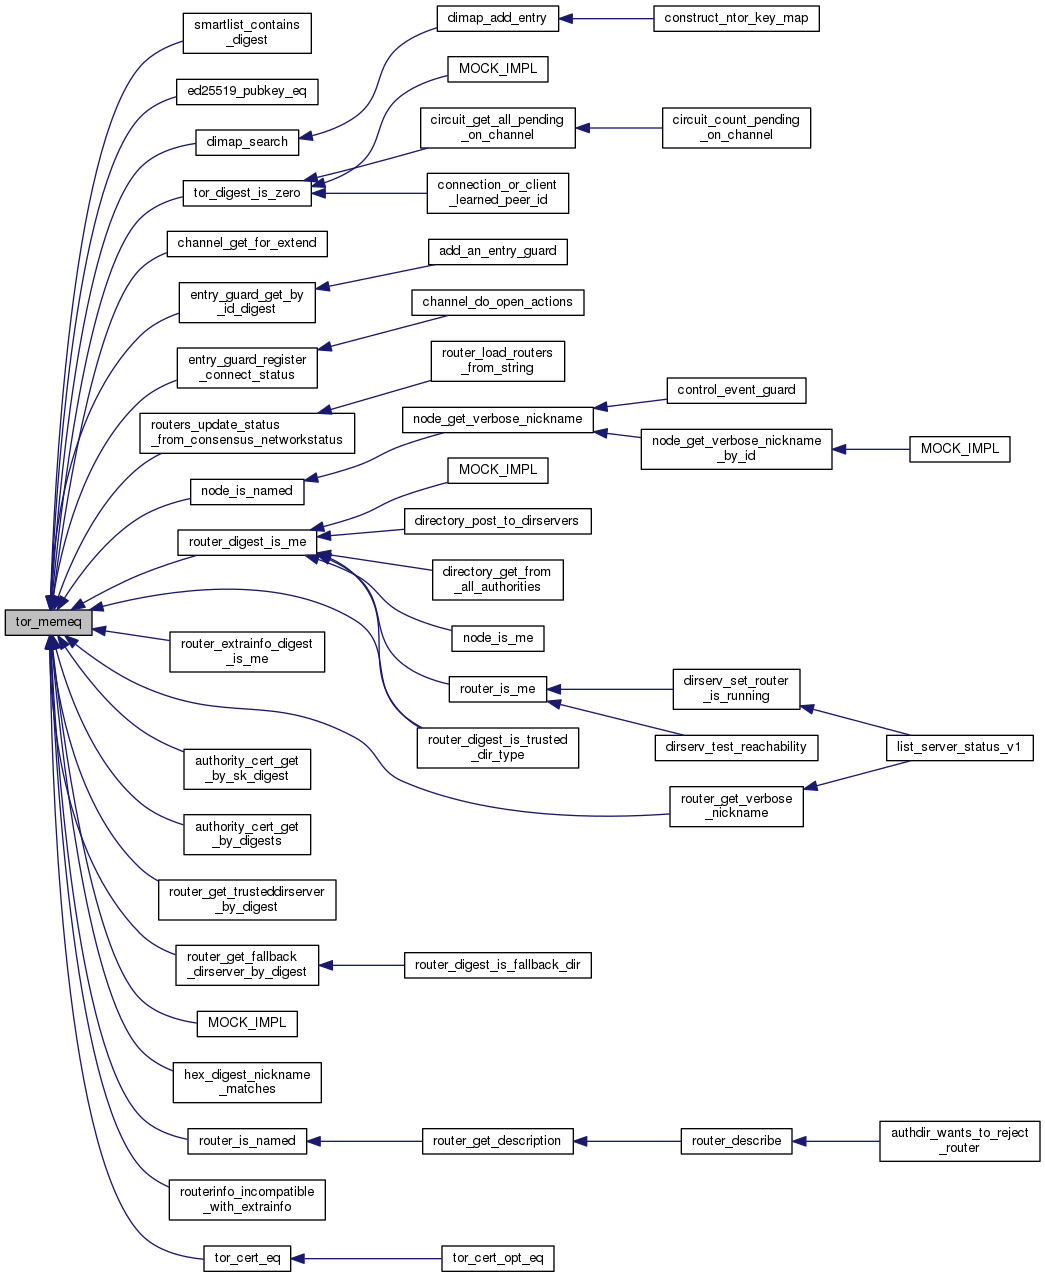 smartlist_contains
_digest
dimap_add_entry
construct_ntor_key_map
MOCK_IMPL
ed25519_pubkey_eq
dimap_search
circuit_get_all_pending
_on_channel
circuit_count_pending
_on_channel
tor_digest_is_zero
connection_or_client
_learned_peer_id
channel_get_for_extend
add_an_entry_guard
entry_guard_get_by
_id_digest
channel_do_open_actions
entry_guard_register
_connect_status
router_load_routers
_from_string
control_event_guard
routers_update_status
_from_consensus_networkstatus
node_get_verbose_nickname
node_get_verbose_nickname
_by_id
MOCK_IMPL
node_is_named
MOCK_IMPL
router_digest_is_me
directory_post_to_dirservers
directory_get_from
_all_authorities
tor_memeq
router_extrainfo_digest
_is_me
node_is_me
router_is_me
dirserv_set_router
_is_running
router_digest_is_trusted
_dir_type
dirserv_test_reachability
list_server_status_v1
authority_cert_get
_by_sk_digest
router_get_verbose
_nickname
authority_cert_get
_by_digests
router_get_trusteddirserver
_by_digest
router_get_fallback
_dirserver_by_digest
router_digest_is_fallback_dir
MOCK_IMPL
hex_digest_nickname
_matches
router_is_named
router_get_description
router_describe
authdir_wants_to_reject
_router
routerinfo_incompatible
_with_extrainfo
tor_cert_eq
tor_cert_opt_eq